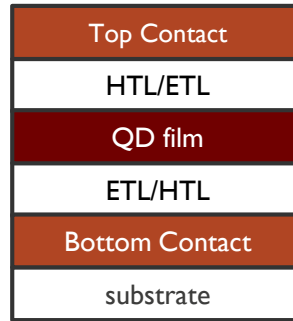 Top Contact
HTL/ETL
QD film
ETL/HTL
Bottom Contact
substrate